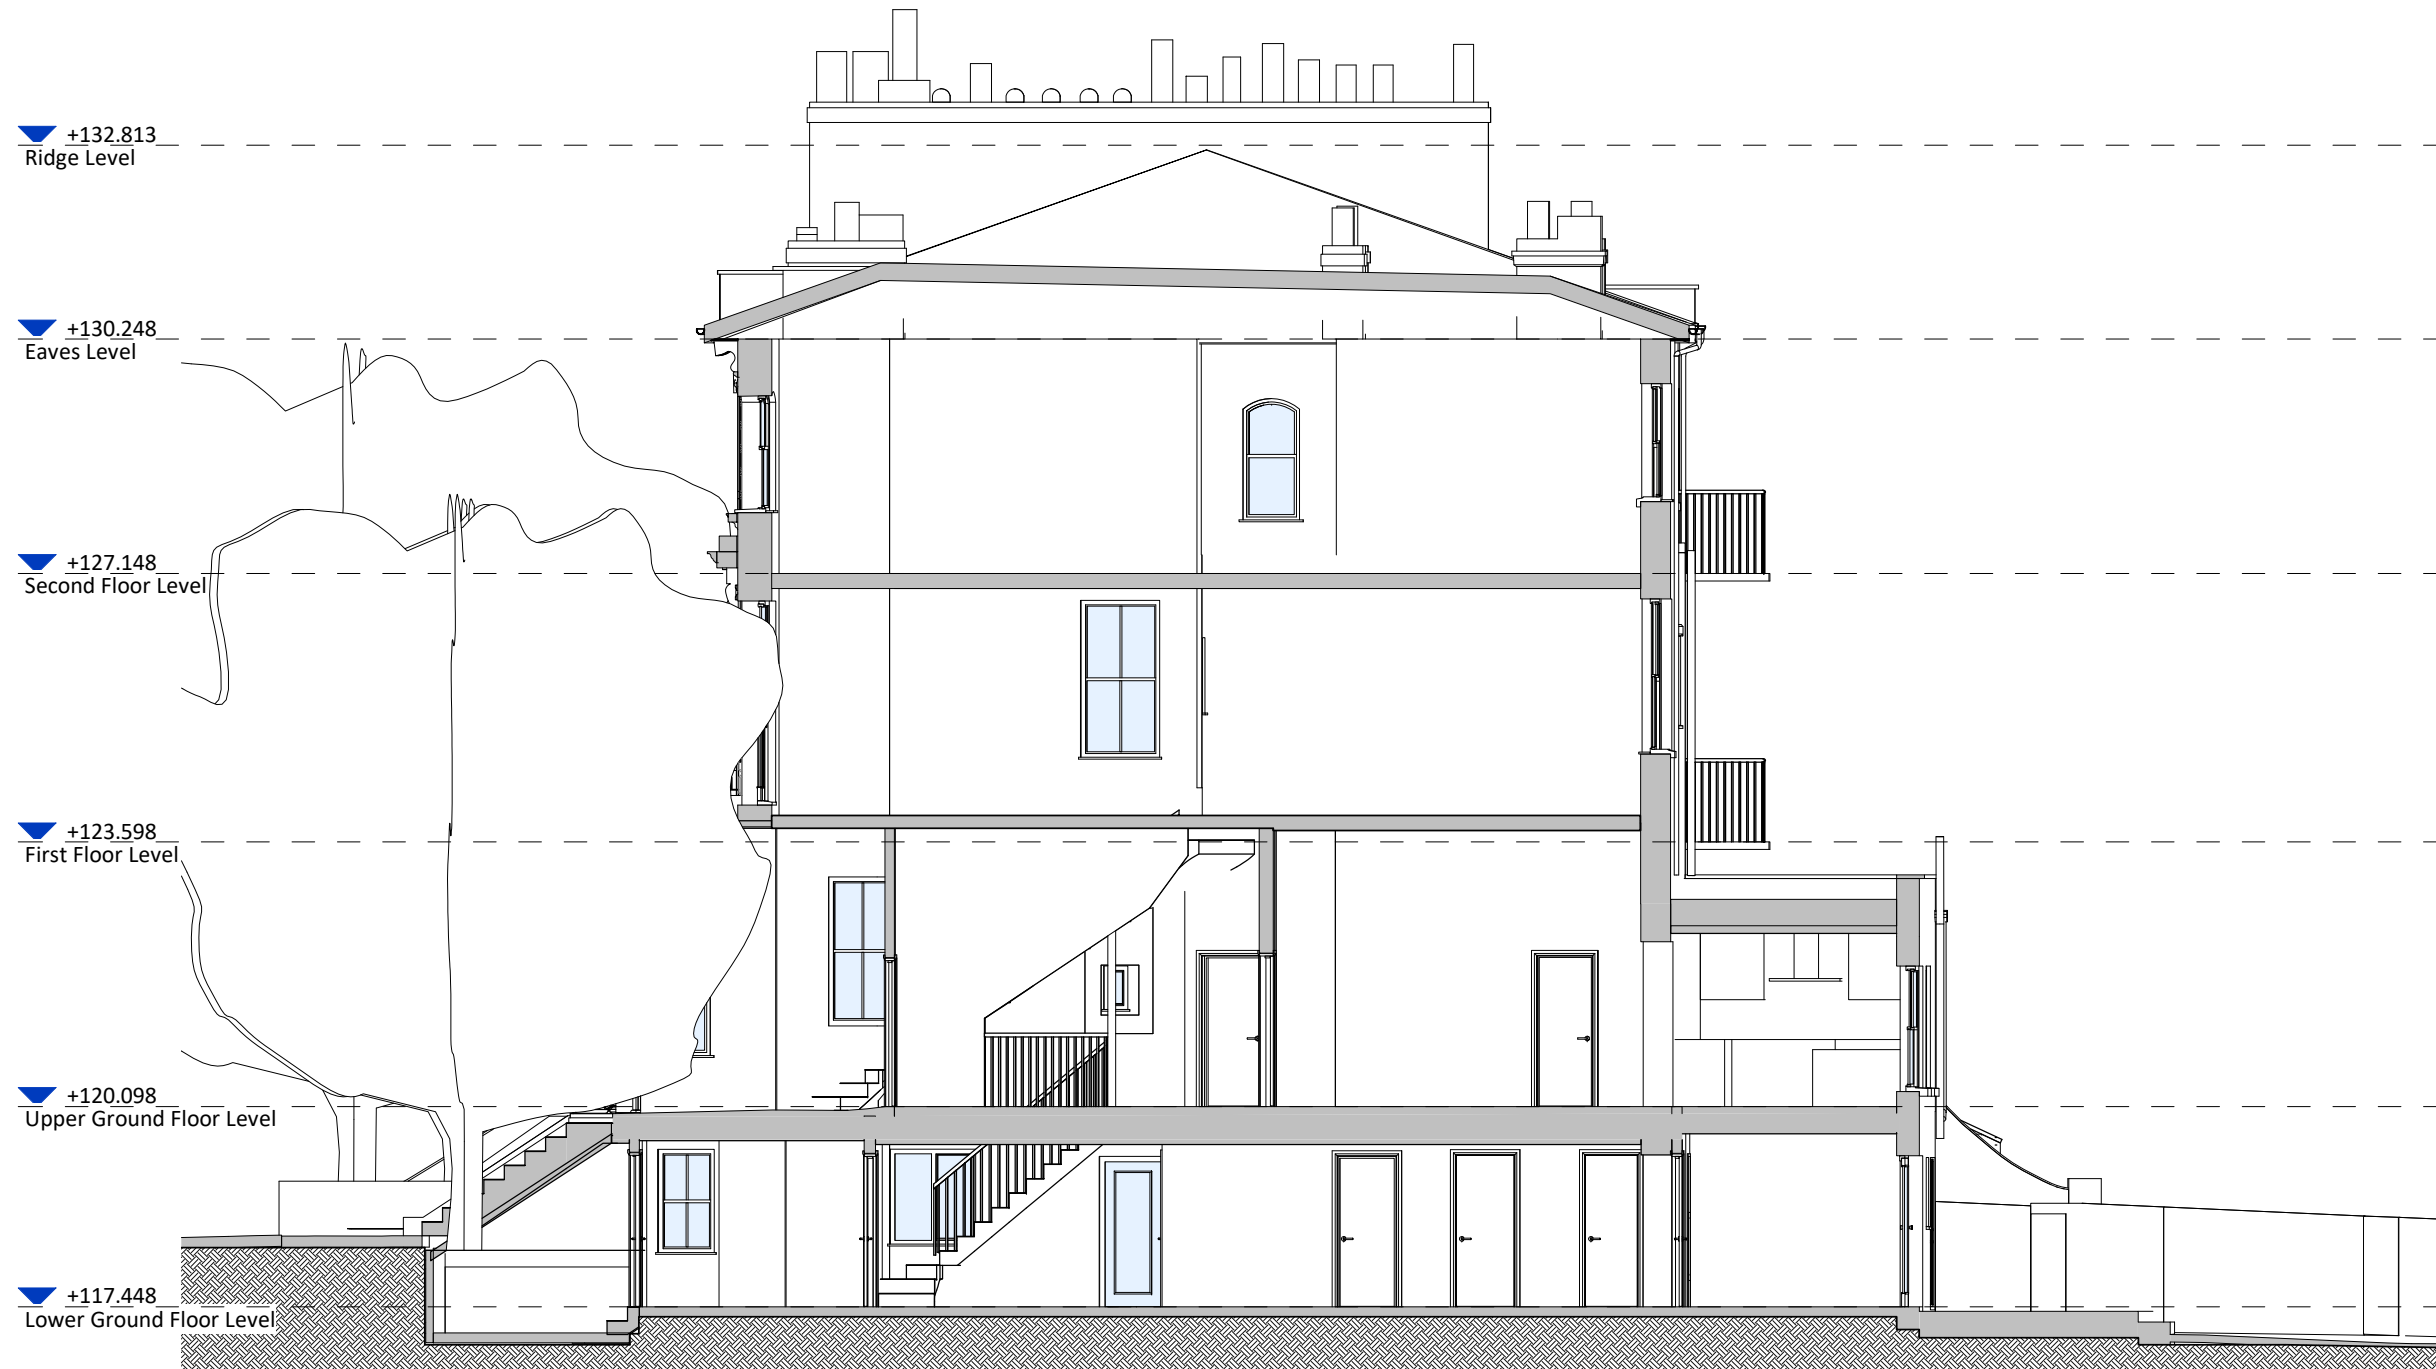 +132.813
Ridge Level
+130.248
Eaves Level
+127.148
Second Floor Level
+123.598
First Floor Level
+120.098
Upper Ground Floor Level
+117.448
Lower Ground Floor Level